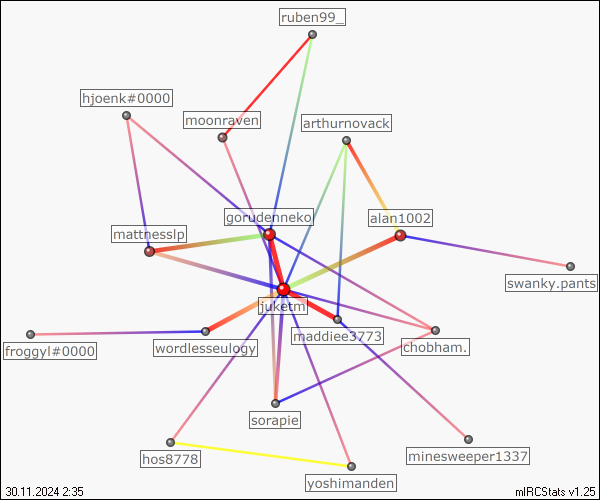 ruben99_
hjoenk#0000
moonraven
arthurnovack
gorudenneko
alan1002
mattnesslp
swanky.pants
juketm
maddiee3773
froggyl#0000
wordlesseulogy
chobham.
sorapie
hos8778
minesweeper1337
yoshimanden
30.11.2024 2:35
mIRCStats v1.25